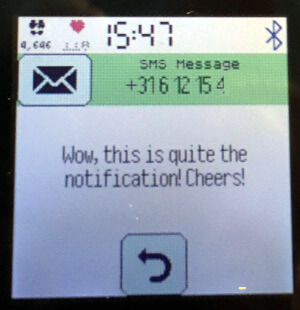 15:47
4,646 118
SMS Message
+31 6 12 15 4
Wow, this is quite the
notification! Cheers!